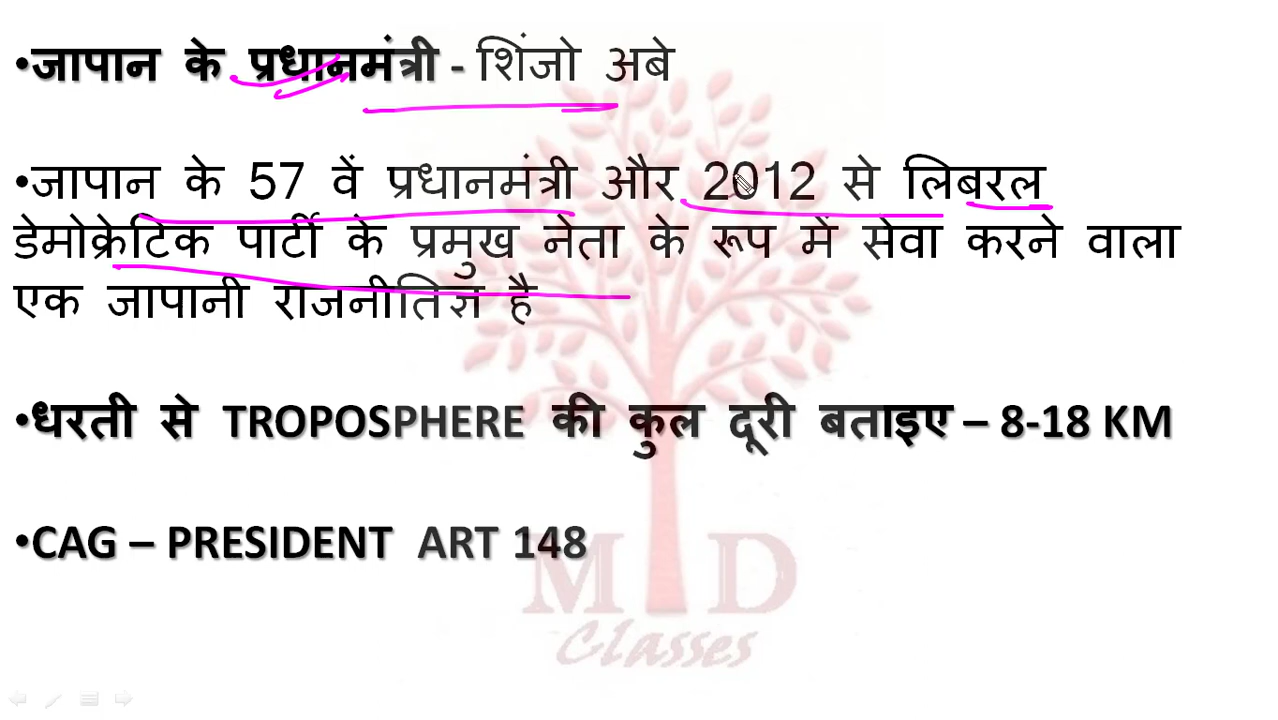 •जापान के प्रधानमंत्री - शिंजो अबे
•जापान के 57 वें प्रधानमंत्री और 2012 से लिबरल
डेमोक्रेटिक पार्टी के प्रमुख नेता के रूप में सेवा करने वाला
एक जापानी राजनीतिज्ञ है
•धरती से TROPOSPHERE की कुल दूरी बताइए – 8-18 KM
•CAG – PRESIDENT ART 148
M D
Classes